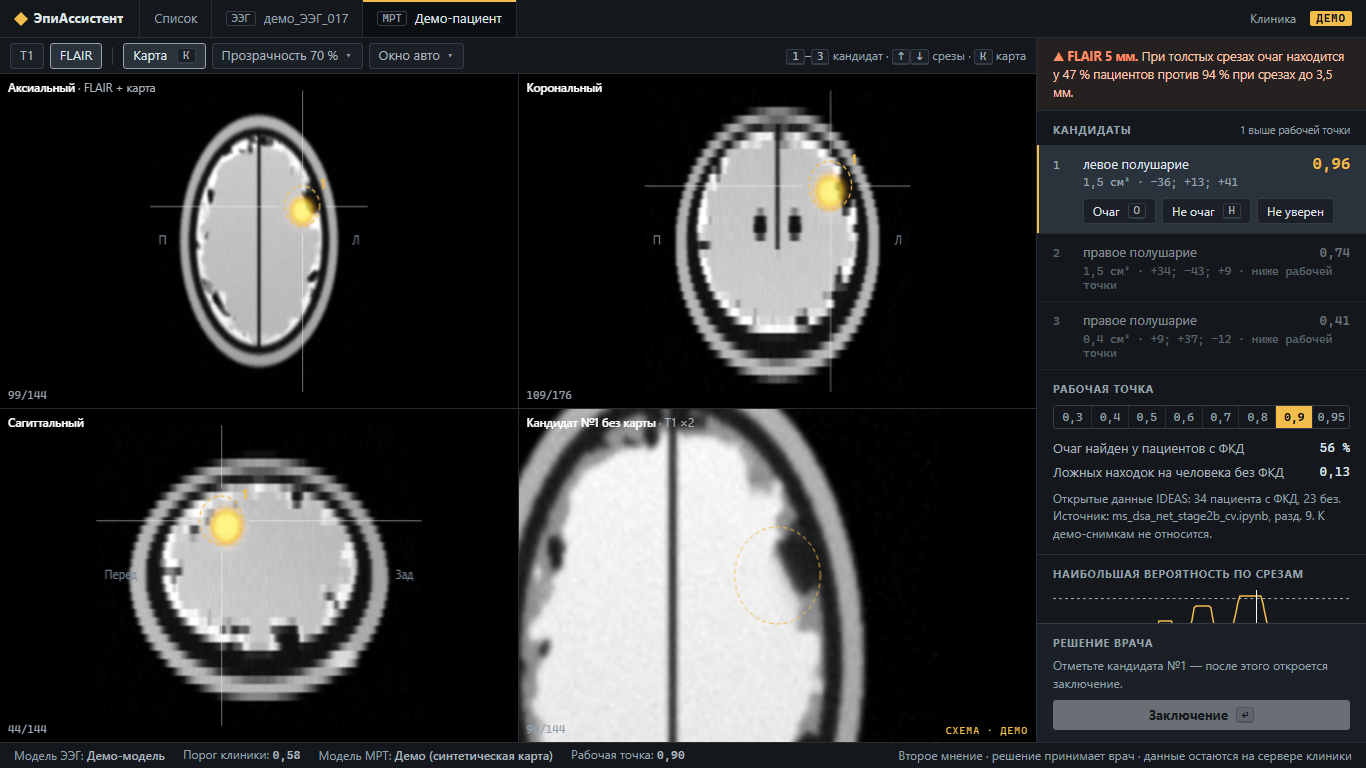 ЭпиАссистент Список ЭЭГ демо_ЭЭГ_017 МРТ Демо-пациент Клиника ДЕМО
T1 FLAIR Карта К Прозрачность 70 % Окно авто 1–3 кандидат · ↑ ↓ срезы · К карта
▲ FLAIR 5 мм. При толстых срезах очаг находится
у 47 % пациентов против 94 % при срезах до 3,5
мм.
Аксиальный · FLAIR + карта
П Л
99/144
Корональный
П Л
109/176
Сагиттальный
Перед Зад
44/144
Кандидат №1 без карты · T1 ×2
СХЕМА · ДЕМО
КАНДИДАТЫ 1 выше рабочей точки
1 левое полушарие 0,96
1,5 см³ · −36; +13; +41
Очаг О Не очаг Н Не уверен
2 правое полушарие 0,74
1,5 см³ · +34; −43; +9 · ниже рабочей
точки
3 правое полушарие 0,41
0,4 см³ · +9; +37; −12 · ниже рабочей
точки
РАБОЧАЯ ТОЧКА
0,3 0,4 0,5 0,6 0,7 0,8 0,9 0,95
Очаг найден у пациентов с ФКД 56 %
Ложных находок на человека без ФКД 0,13
Открытые данные IDEAS: 34 пациента с ФКД, 23 без.
Источник: ms_dsa_net_stage2b_cv.ipynb, разд. 9. К
демо-снимкам не относится.
НАИБОЛЬШАЯ ВЕРОЯТНОСТЬ ПО СРЕЗАМ
РЕШЕНИЕ ВРАЧА
Отметьте кандидата №1 — после этого откроется
заключение.
Заключение ↵
Модель ЭЭГ: Демо-модель Порог клиники: 0,58 Модель МРТ: Демо (синтетическая карта) Рабочая точка: 0,90 Второе мнение · решение принимает врач · данные остаются на сервере клиники